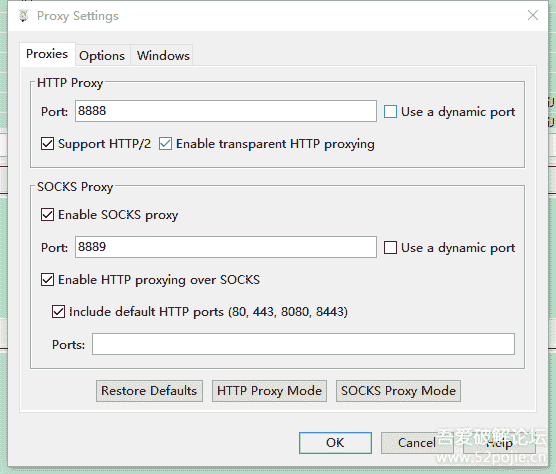 Proxy Settings
Proxies Options Windows
HTTP Proxy
Port: 8888 Use a dynamic port
Support HTTP/2 Enable transparent HTTP proxying
SOCKS Proxy
Enable SOCKS proxy
Port: 8889 Use a dynamic port
Enable HTTP proxying over SOCKS
Include default HTTP ports (80, 443, 8080, 8443)
Ports:
Restore Defaults HTTP Proxy Mode SOCKS Proxy Mode
OK Cancel Help
吾爱破解论坛
www.52pojie.cn